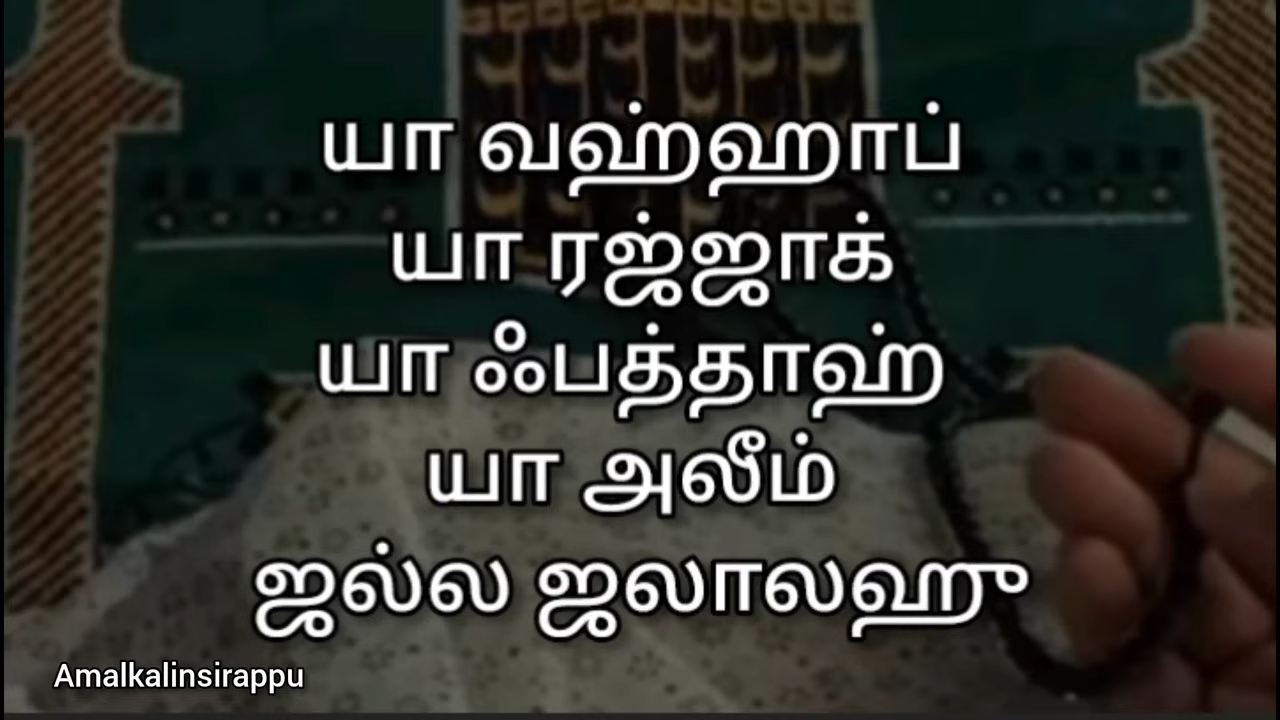 யா வஹ்ஹாப்
யா ரஜ்ஜாக்
யா ஃபத்தாஹ்
யா அலீம்
ஜல்ல ஜலாலஹு
Amalkalinsirappu